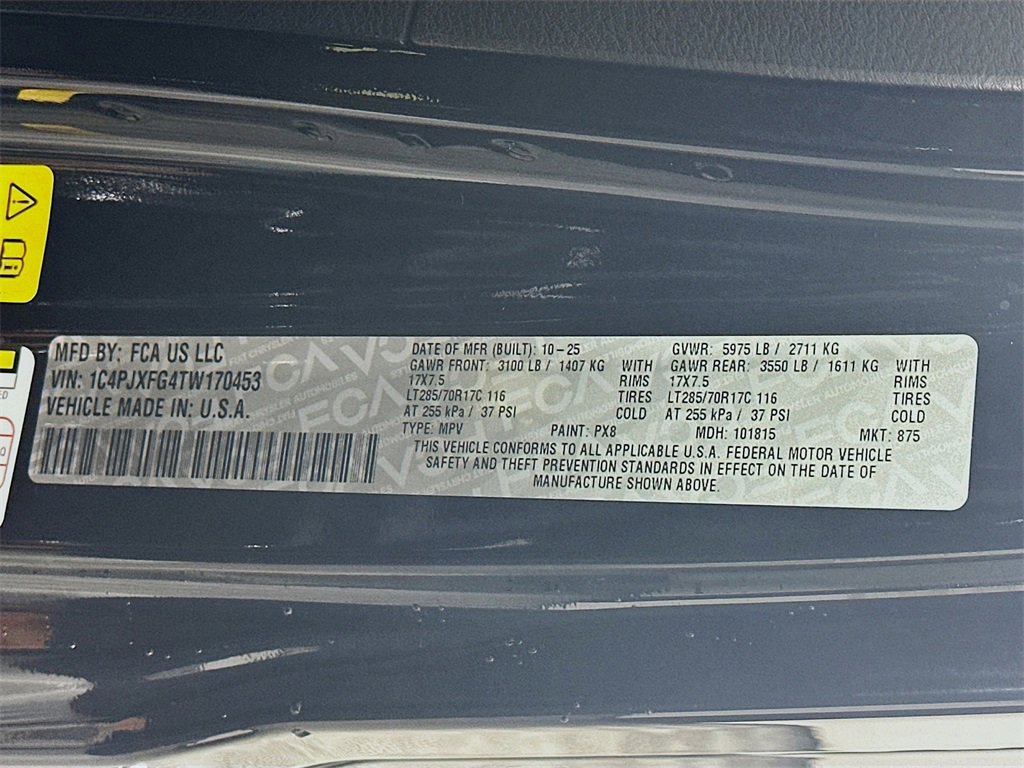 MFD BY: FCA US LLC
VIN: 1C4PJXFG4TW170453
VEHICLE MADE IN: U.S.A.
DATE OF MFR (BUILT): 10-25 GVWR: 5975 LB / 2711 KG
GAWR FRONT: 3100 LB / 1407 KG WITH GAWR REAR: 3550 LB / 1611 KG WITH
17X7.5 RIMS 17X7.5 RIMS
LT285/70R17C 116 TIRES LT285/70R17C 116 TIRES
AT 255 kPa / 37 PSI COLD AT 255 kPa / 37 PSI COLD
TYPE: MPV PAINT: PX8 MDH: 101815 MKT: 875
THIS VEHICLE CONFORMS TO ALL APPLICABLE U.S.A. FEDERAL MOTOR VEHICLE
SAFETY AND THEFT PREVENTION STANDARDS IN EFFECT ON THE DATE OF
MANUFACTURE SHOWN ABOVE.